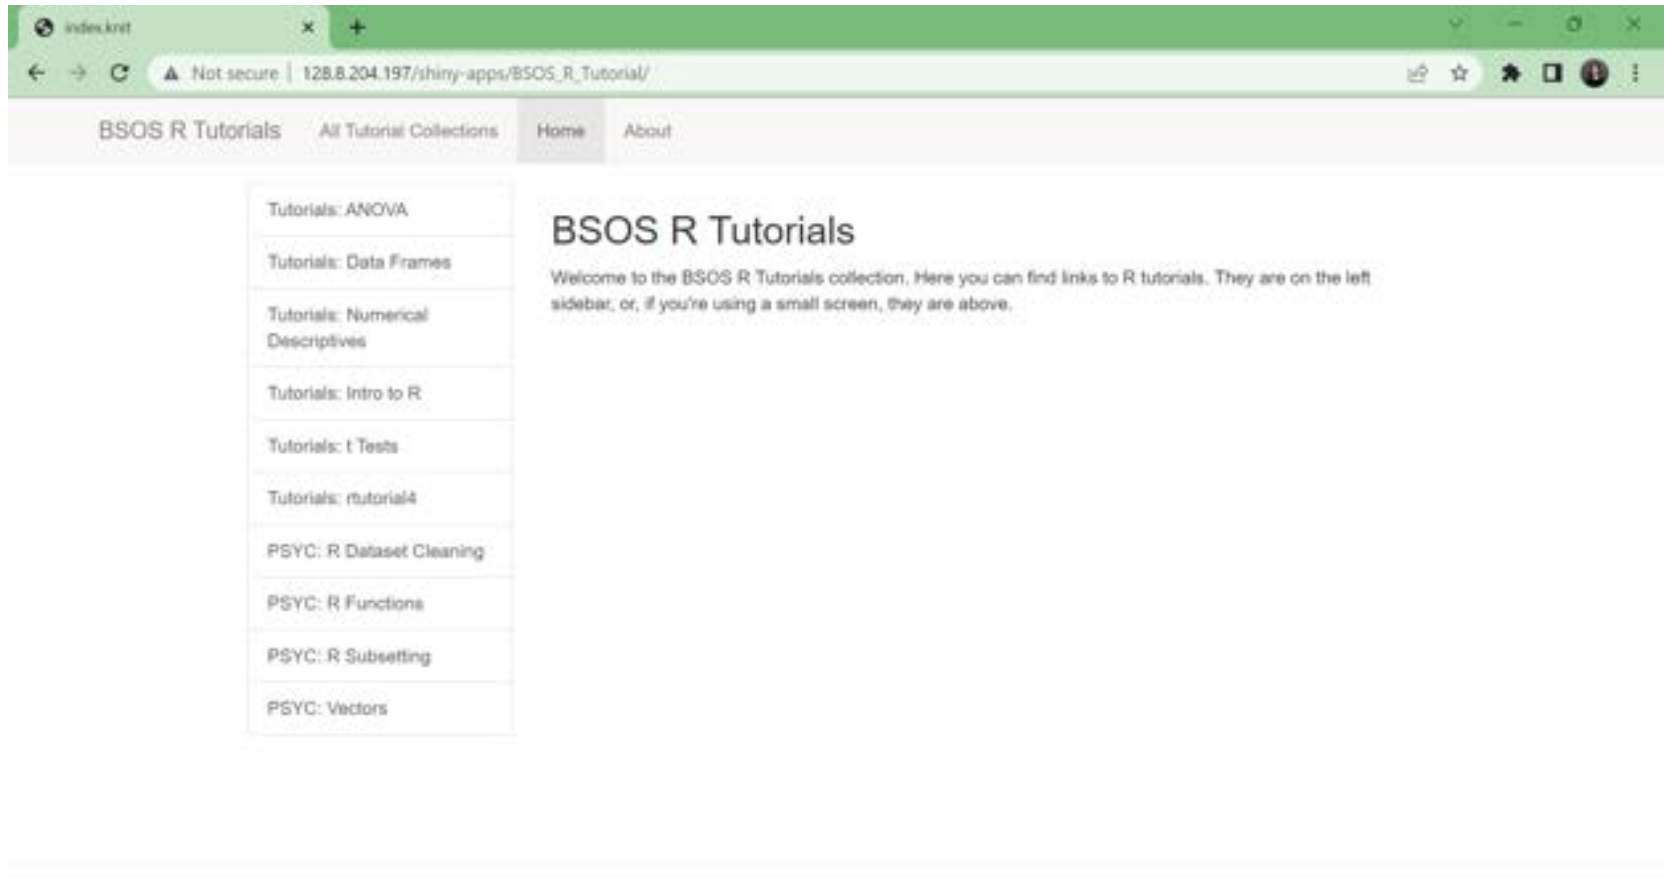 index.knit
Not secure | 128.8.204.197/shiny-apps/BSOS_R_Tutorial/
BSOS R Tutorials All Tutorial Collections Home About
Tutorials: ANOVA
Tutorials: Data Frames
Tutorials: Numerical
Descriptives
Tutorials: Intro to R
Tutorials: t Tests
Tutorials: rtutorial4
PSYC: R Dataset Cleaning
PSYC: R Functions
PSYC: R Subsetting
PSYC: Vectors
BSOS R Tutorials
Welcome to the BSOS R Tutorials collection. Here you can find links to R tutorials. They are on the left
sidebar, or, if you're using a small screen, they are above.